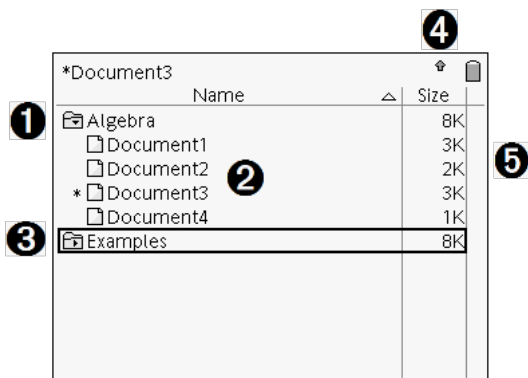 4
*Document3
Name Size
1 Algebra 8K
Document1 3K
Document2 2K
2
5
* Document3 3K
Document4 1K
3 Examples 8K